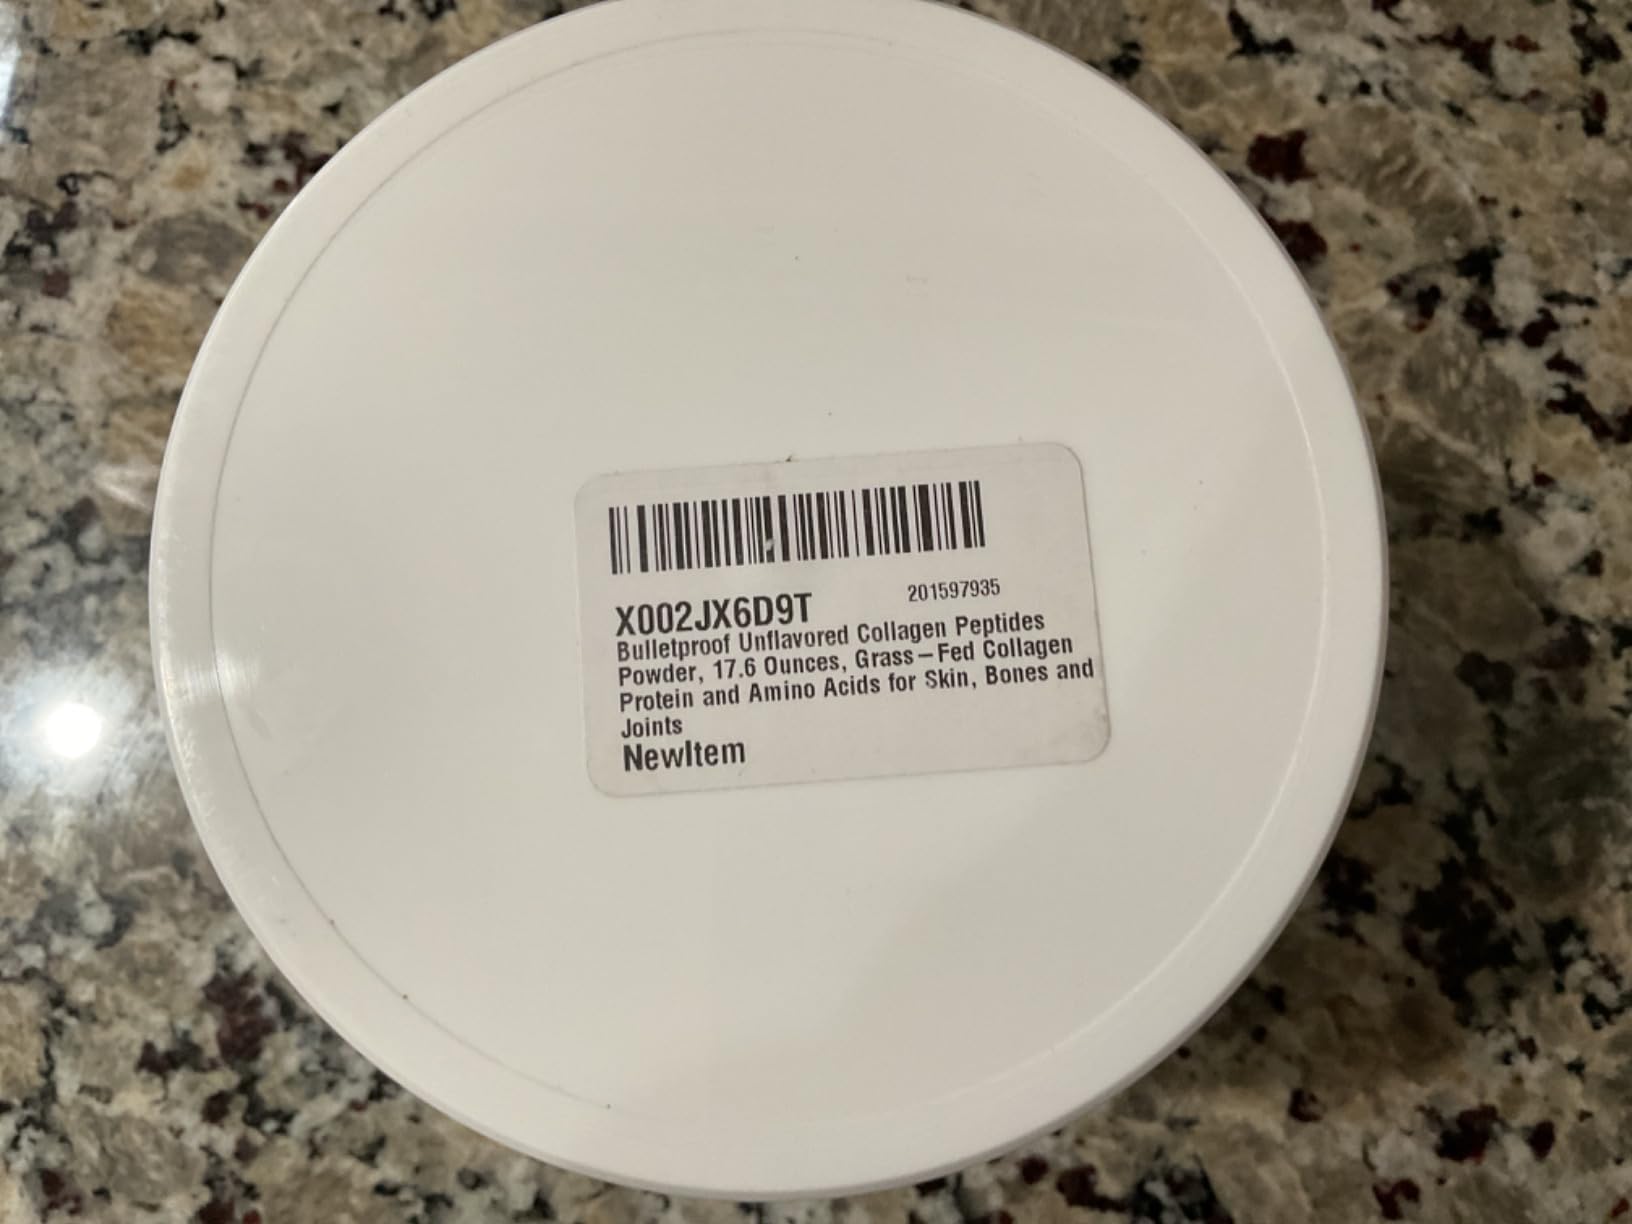 201597935
X002JX6D9T
Bulletproof Unflavored Collagen Peptides
Powder, 17.6 Ounces, Grass–Fed Collagen
Protein and Amino Acids for Skin, Bones and
Joints
NewItem